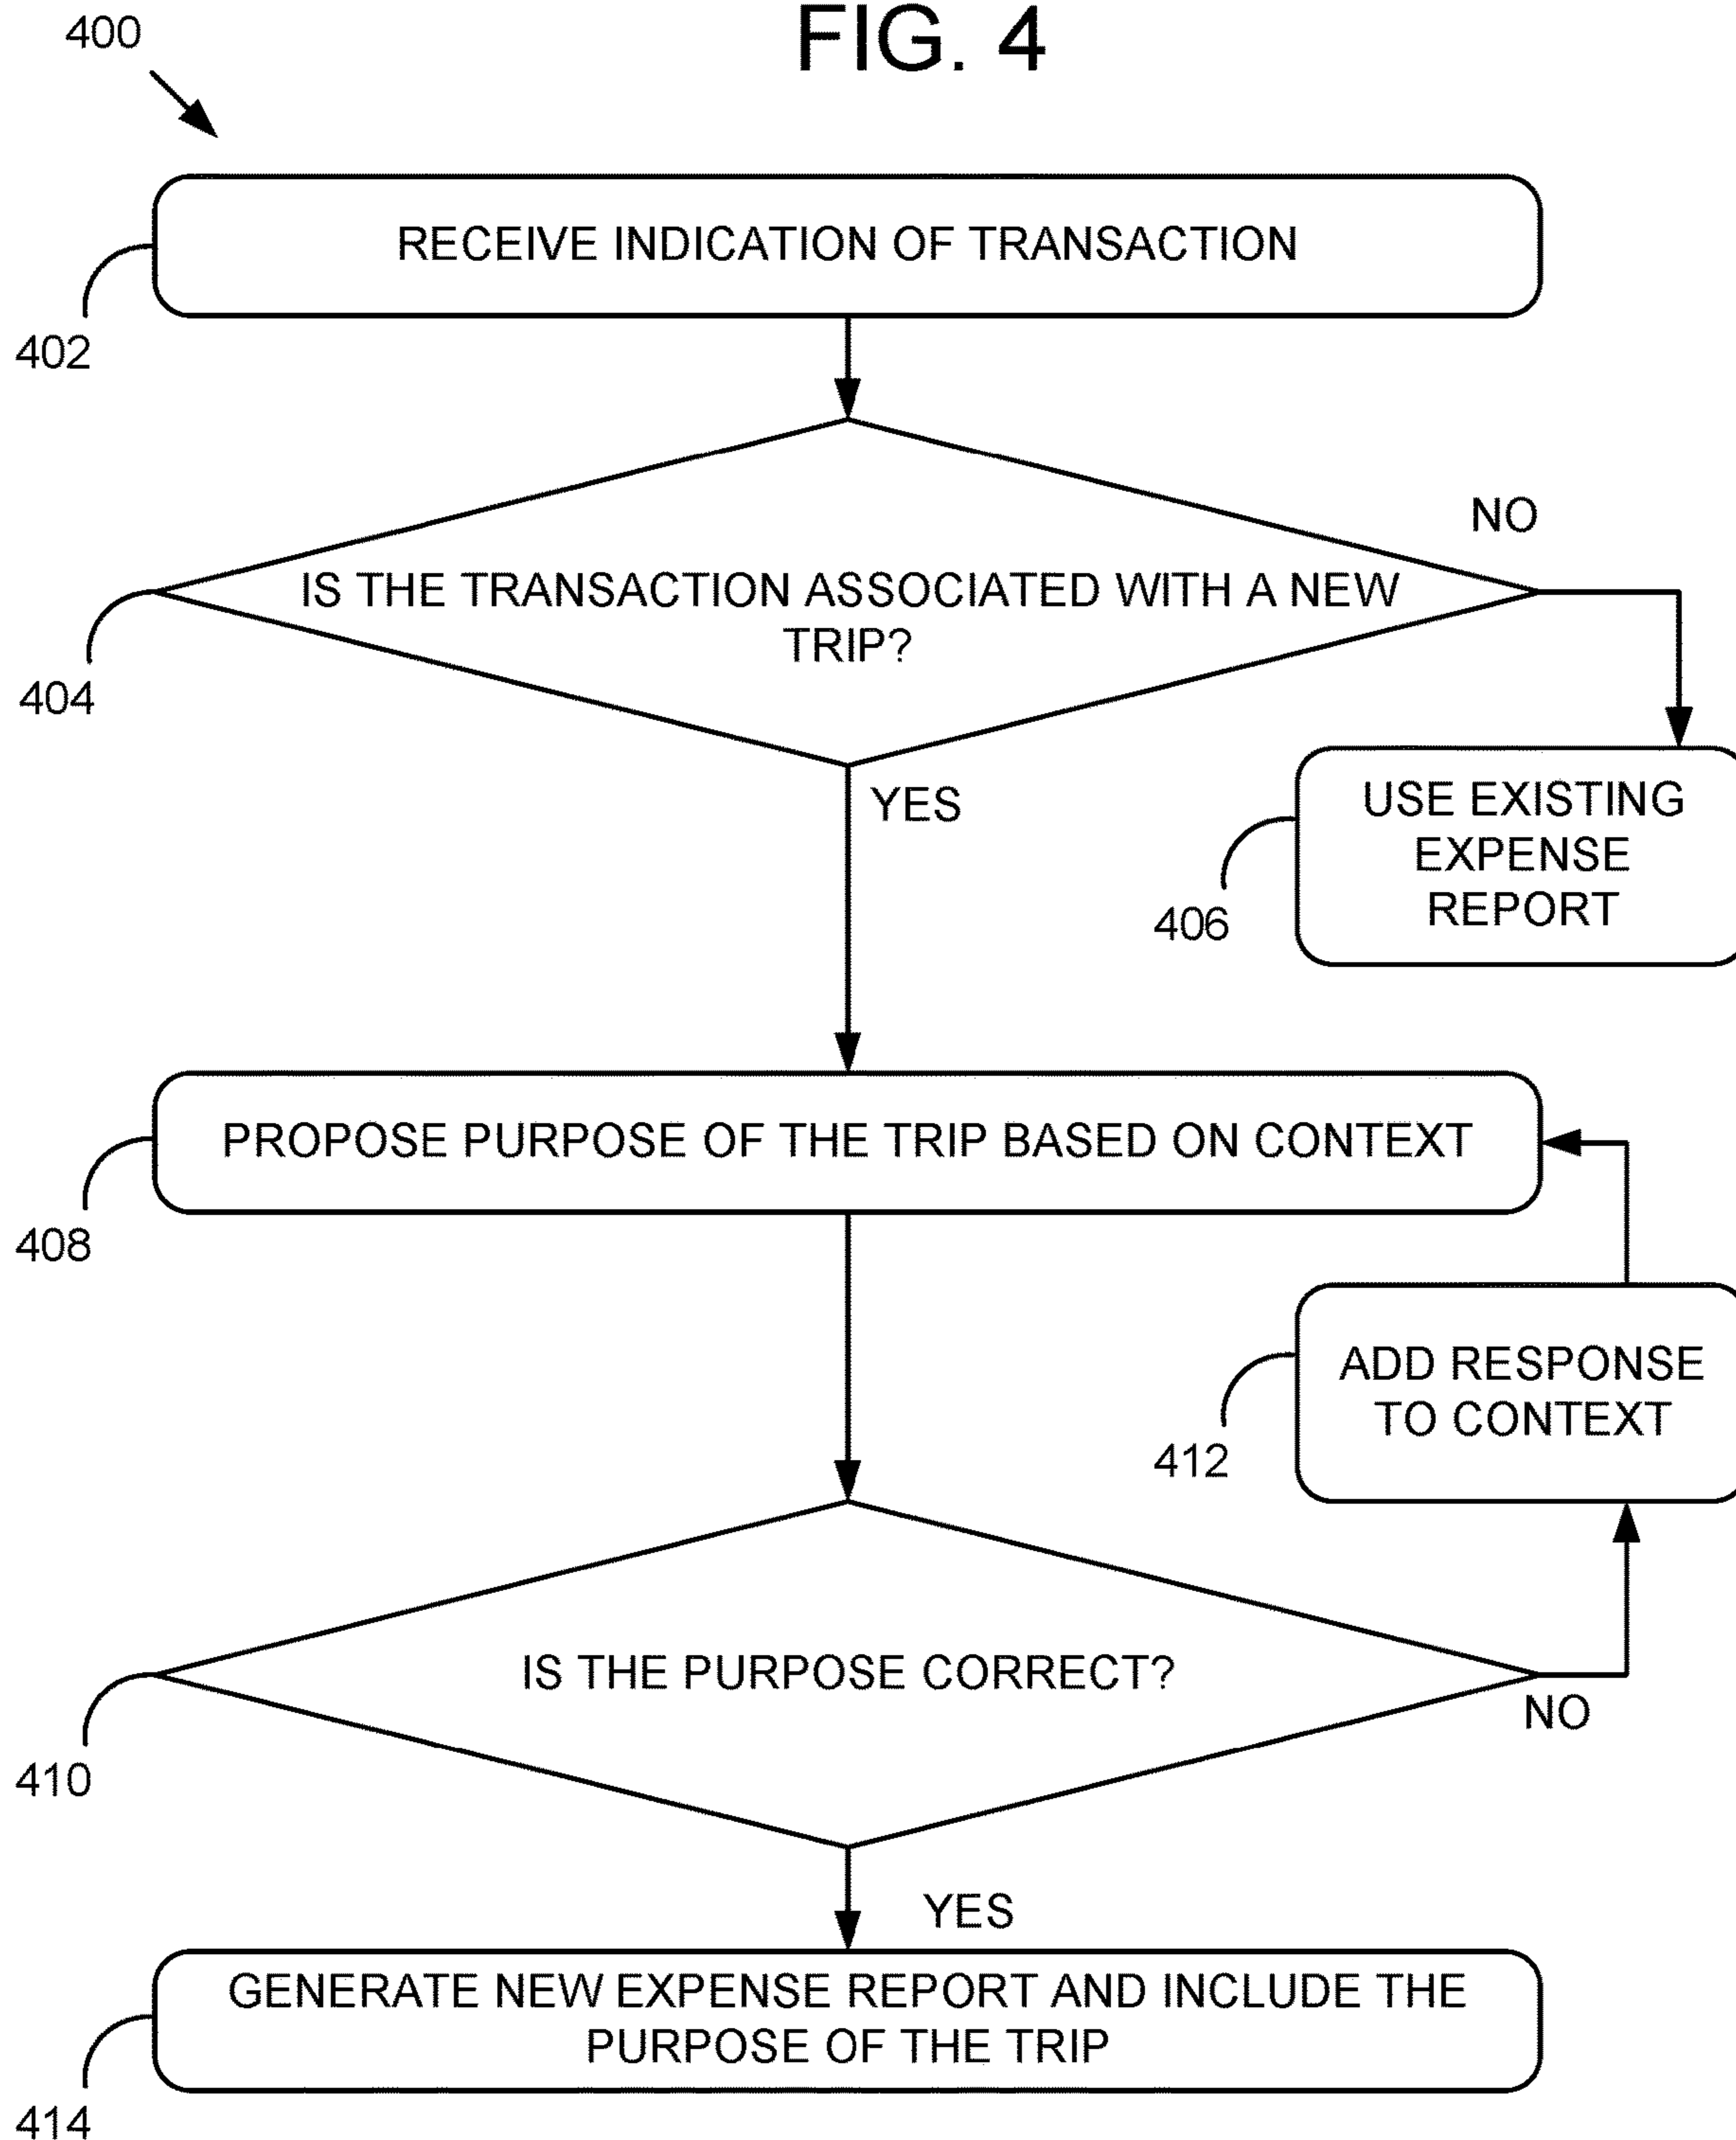 FIG. 4
400
RECEIVE INDICATION OF TRANSACTION
402
NO
IS THE TRANSACTION ASSOCIATED WITH A NEW
TRIP?
404
YES
USE EXISTING
EXPENSE
REPORT
406
PROPOSE PURPOSE OF THE TRIP BASED ON CONTEXT
408
ADD RESPONSE
TO CONTEXT
412
IS THE PURPOSE CORRECT?
NO
410
YES
GENERATE NEW EXPENSE REPORT AND INCLUDE THE
PURPOSE OF THE TRIP
414